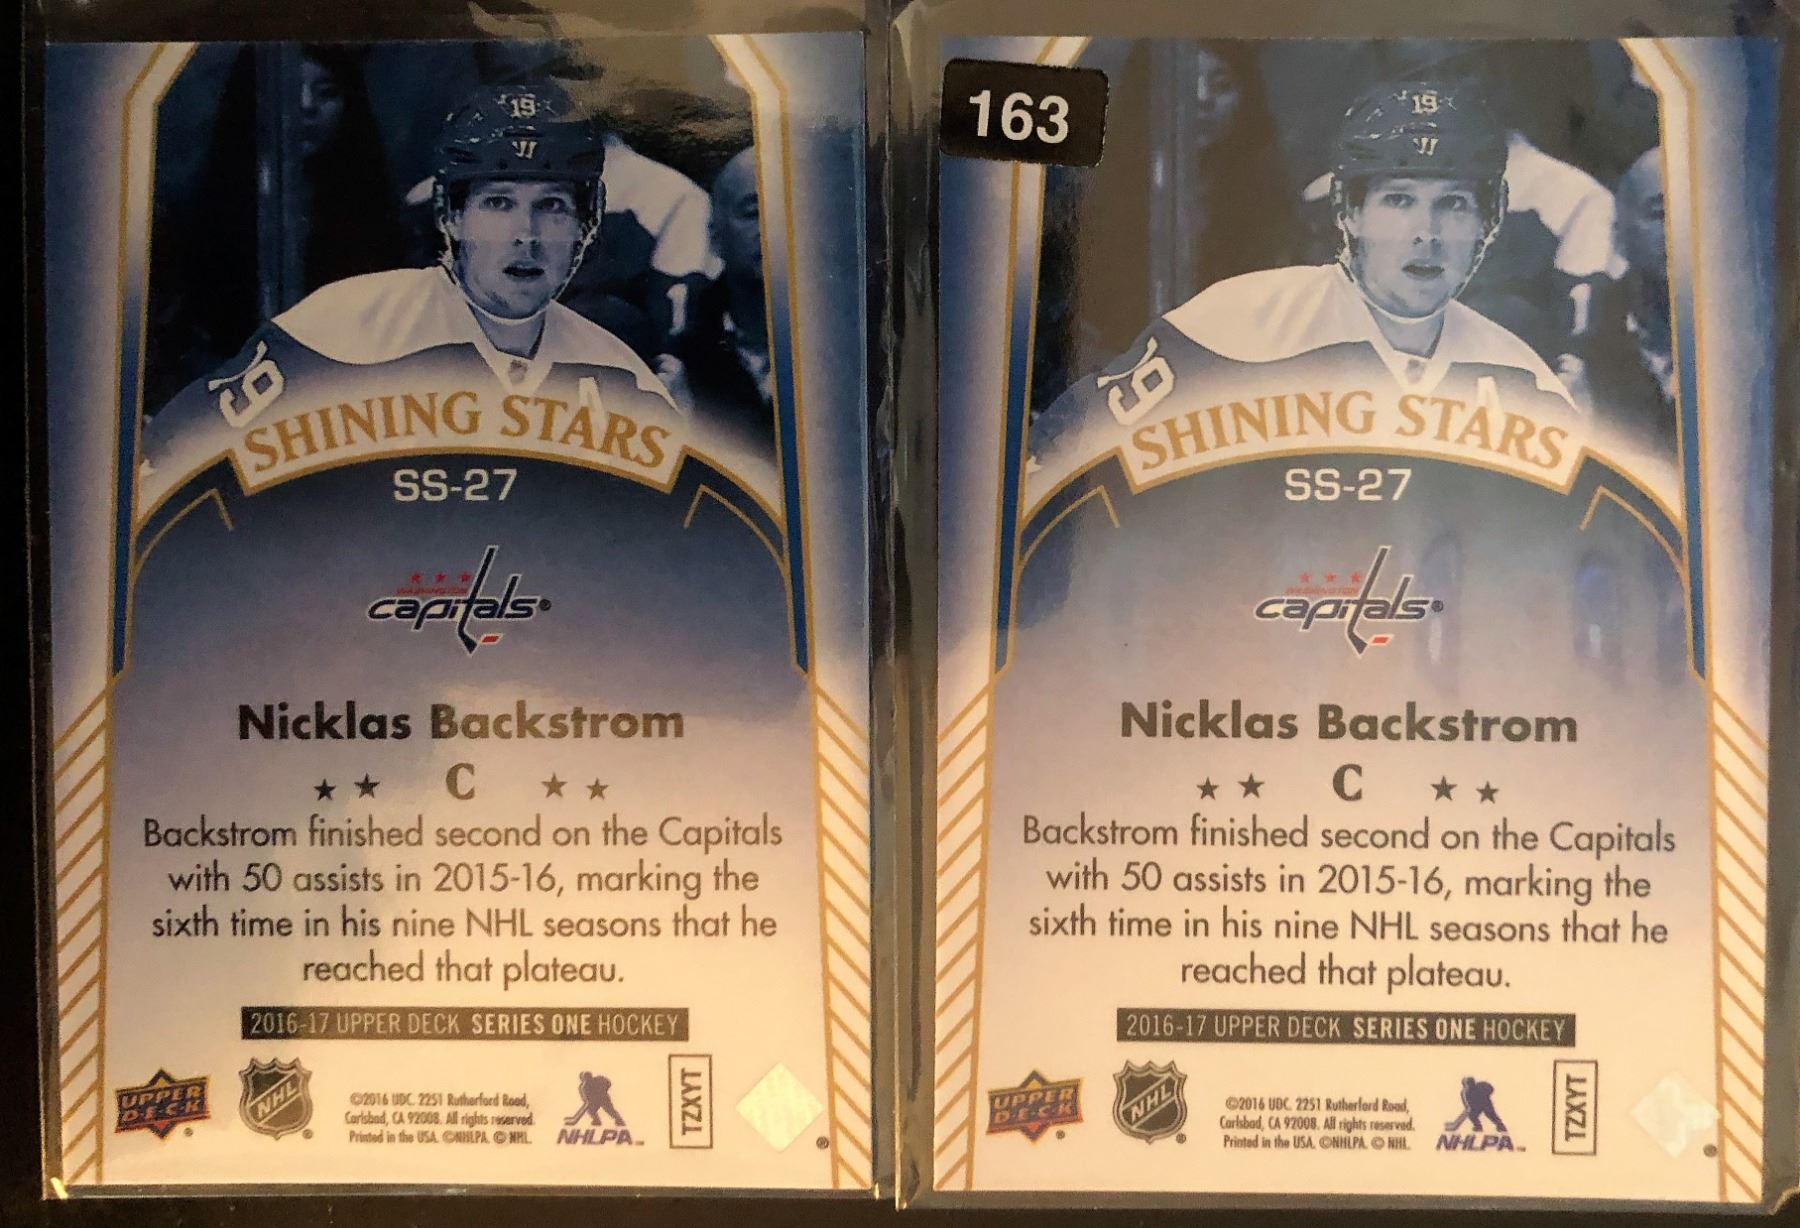 19
W
19
SHINING STARS
SS-27
WASHINGTON
capitals®
Nicklas Backstrom
C
Backstrom finished second on the Capitals
with 50 assists in 2015-16, marking the
sixth time in his nine NHL seasons that he
reached that plateau.
2016-17 UPPER DECK SERIES ONE HOCKEY
UPPER
DECK
NHL
©2016 UDC. 2251 Rutherford Road,
Carlsbad, CA 92008. All rights reserved.
Printed in the USA. ©NHLPA. © NHL.
NHLPA
TZXYT
163
19
W
19
SHINING STARS
SS-27
WASHINGTON
capitals®
Nicklas Backstrom
C
Backstrom finished second on the Capitals
with 50 assists in 2015-16, marking the
sixth time in his nine NHL seasons that he
reached that plateau.
2016-17 UPPER DECK SERIES ONE HOCKEY
UPPER
DECK
NHL
©2016 UDC. 2251 Rutherford Road,
Carlsbad, CA 92008. All rights reserved.
Printed in the USA. ©NHLPA. © NHL.
NHLPA
TZXYT